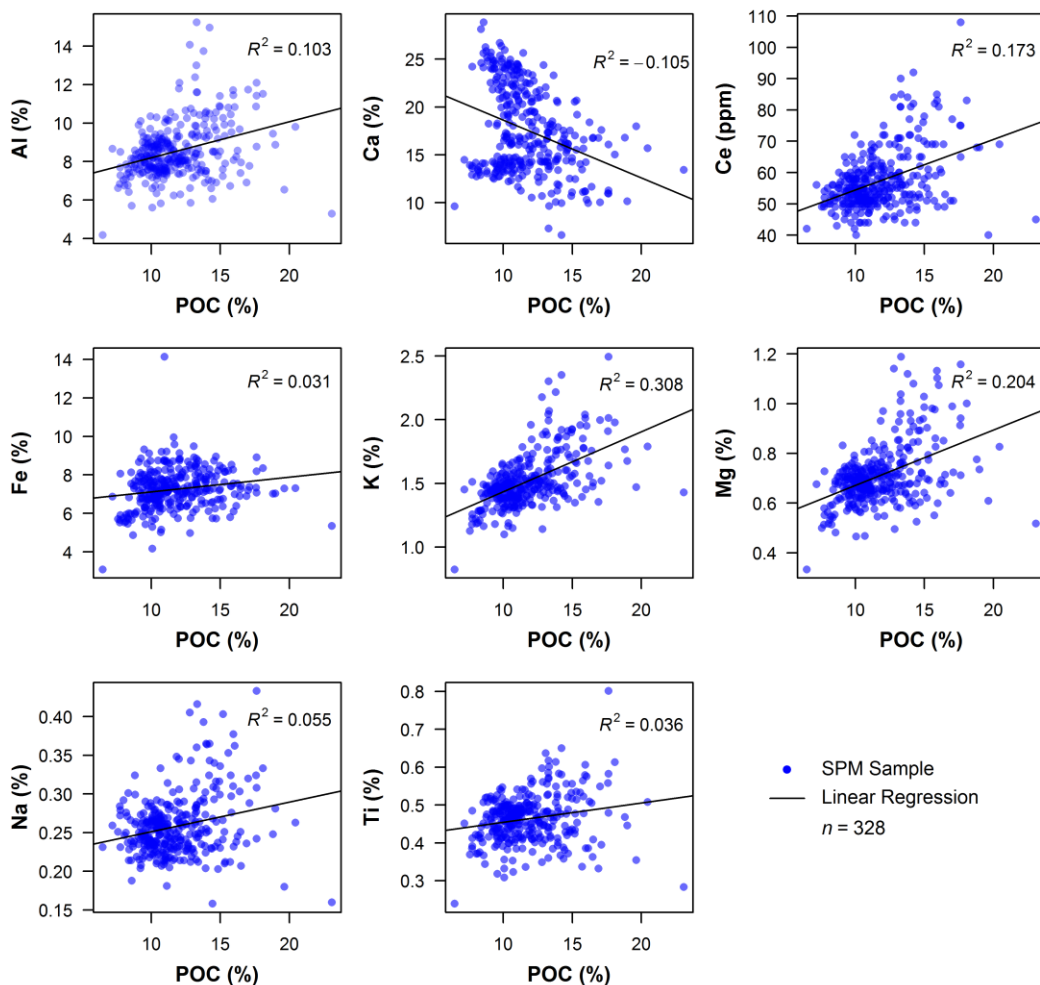 Al (%)
14
12
10
8
6
4
R² = 0.103
10 15 20
POC (%)
Ca (%)
25
20
15
10
R² = −0.105
10 15 20
POC (%)
Ce (ppm)
110
100
90
80
70
60
50
40
R² = 0.173
10 15 20
POC (%)
Fe (%)
14
12
10
8
6
4
R² = 0.031
10 15 20
POC (%)
K (%)
2.5
2.0
1.5
1.0
R² = 0.308
10 15 20
POC (%)
Mg (%)
1.2
1.0
0.8
0.6
0.4
R² = 0.204
10 15 20
POC (%)
Na (%)
0.40
0.35
0.30
0.25
0.20
0.15
R² = 0.055
10 15 20
POC (%)
Ti (%)
0.8
0.7
0.6
0.5
0.4
0.3
R² = 0.036
10 15 20
POC (%)
SPM Sample
Linear Regression
n = 328